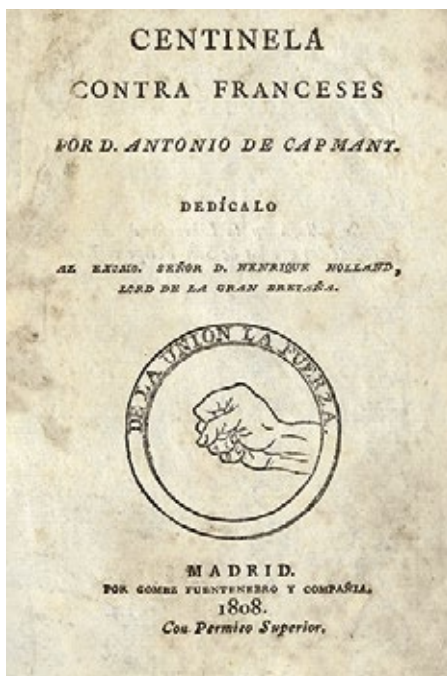 CENTINELA
CONTRA FRANCESES
POR D. ANTONIO DE CAPMANY.
DEDÍCALO
AL EXCMO. SEÑOR D. HENRIQUE HOLLAND,
LORD DE LA GRAN BRETAÑA.
DE LA UNION LA FUERZA.
MADRID.
POR GOMEZ FUENTENEBRO Y COMPAÑIA.
1808.
Con Permiso Superior.